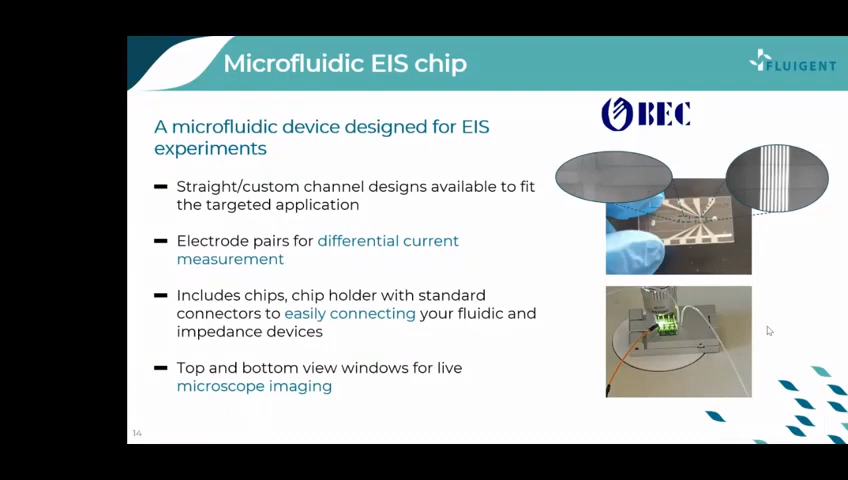 Microfluidic EIS chip
FLUIGENT
A microfluidic device designed for EIS
experiments
BEC
Straight/custom channel designs available to fit
the targeted application
Electrode pairs for differential current
measurement
Includes chips, chip holder with standard
connectors to easily connecting your fluidic and
impedance devices
Top and bottom view windows for live
microscope imaging
14